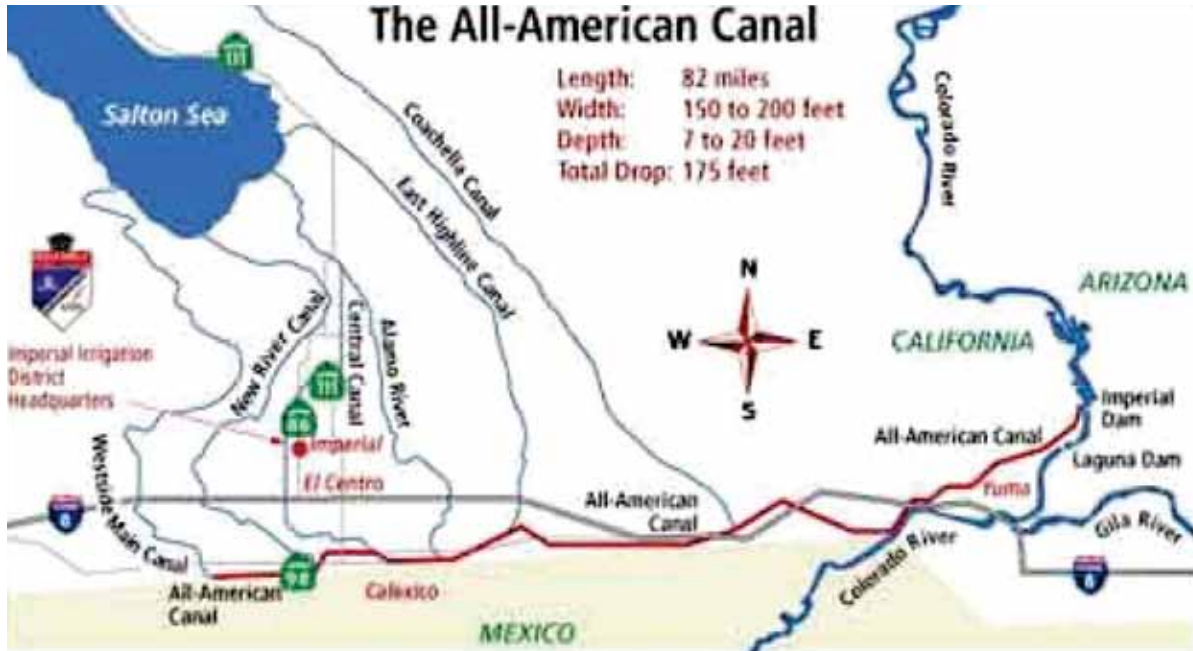 The All-American Canal
Length: 82 miles
Width: 150 to 200 feet
Depth: 7 to 20 feet
Total Drop: 175 feet
111
Salton Sea
Coachella Canal
East Highline Canal
Colorado River
ARIZONA
CALIFORNIA
N
W E
S
New River Canal
Central Canal
Alamo River
Imperial Irrigation
District
Headquarters
111
86
Imperial
El Centro
Westside Main Canal
8
All-American
Canal
All-American Canal
Imperial
Dam
Laguna Dam
Yuma
Gila River
Colorado River
8
98
All-American
Canal
Calexico
MEXICO